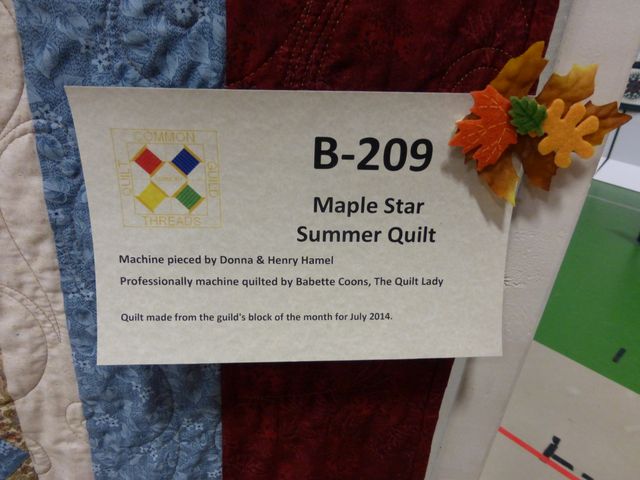 COMMON
QUILT
GUILD
THREADS
B-209
Maple Star
Summer Quilt
Machine pieced by Donna & Henry Hamel
Professionally machine quilted by Babette Coons, The Quilt Lady
Quilt made from the guild's block of the month for July 2014.